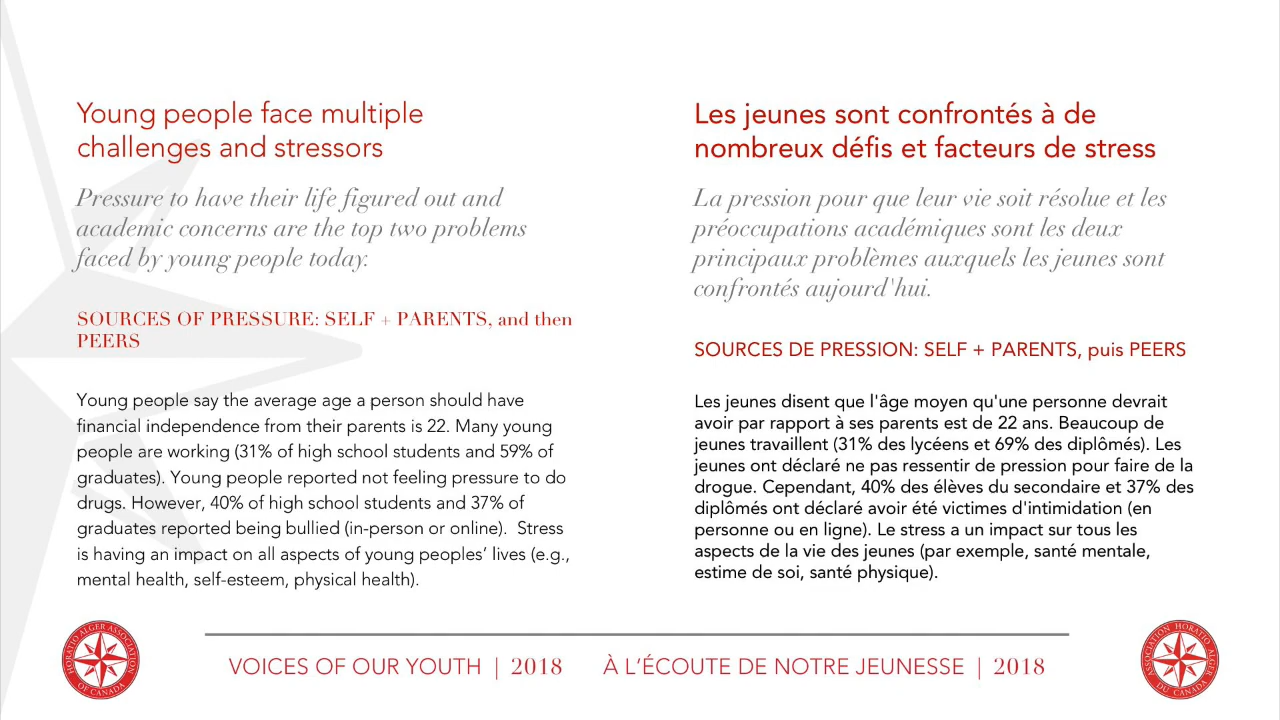 Young people face multiple
challenges and stressors
Pressure to have their life figured out and
academic concerns are the top two problems
faced by young people today.
SOURCES OF PRESSURE: SELF + PARENTS, and then
PEERS
Young people say the average age a person should have
financial independence from their parents is 22. Many young
people are working (31% of high school students and 59% of
graduates). Young people reported not feeling pressure to do
drugs. However, 40% of high school students and 37% of
graduates reported being bullied (in-person or online).  Stress
is having an impact on all aspects of young peoples’ lives (e.g.,
mental health, self-esteem, physical health).
Les jeunes sont confrontés à de
nombreux défis et facteurs de stress
La pression pour que leur vie soit résolue et les
préoccupations académiques sont les deux
principaux problèmes auxquels les jeunes sont
confrontés aujourd'hui.
SOURCES DE PRESSION: SELF + PARENTS, puis PEERS
Les jeunes disent que l'âge moyen qu'une personne devrait
avoir par rapport à ses parents est de 22 ans. Beaucoup de
jeunes travaillent (31% des lycéens et 69% des diplômés). Les
jeunes ont déclaré ne pas ressentir de pression pour faire de la
drogue. Cependant, 40% des élèves du secondaire et 37% des
diplômés ont déclaré avoir été victimes d'intimidation (en
personne ou en ligne). Le stress a un impact sur tous les
aspects de la vie des jeunes (par exemple, santé mentale,
estime de soi, santé physique).
HORATIO ALGER ASSOCIATION
OF CANADA
VOICES OF OUR YOUTH | 2018
À L’ÉCOUTE DE NOTRE JEUNESSE | 2018
ASSOCIATION HORATIO ALGER
DU CANADA